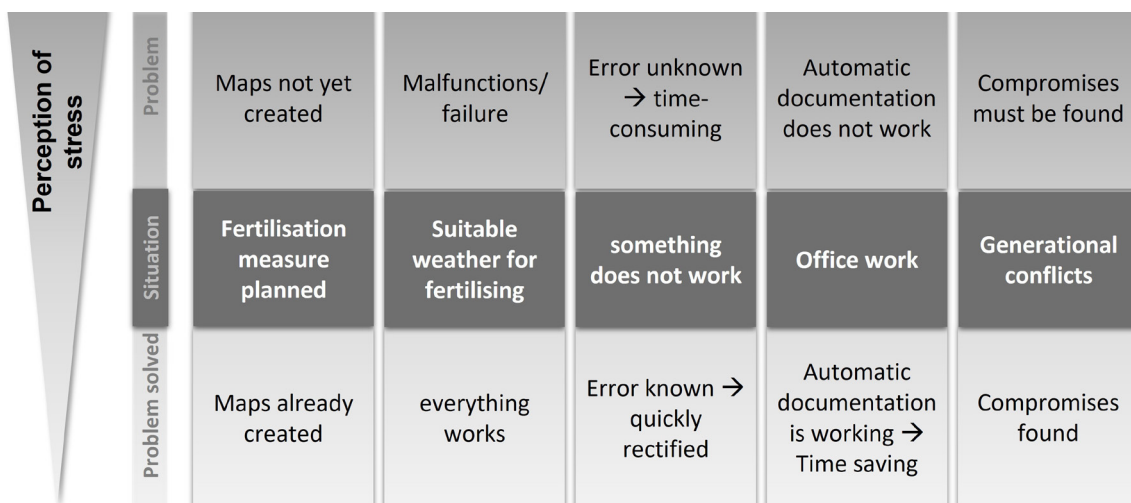 Perception of
stress
Problem
Maps not yet
created
Malfunctions/
failure
Error unknown
→ time-
consuming
Automatic
documentation
does not work
Compromises
must be found
Situation
Fertilisation
measure
planned
Suitable
weather for
fertilising
something
does not work
Office work
Generational
conflicts
Problem solved
Maps already
created
everything
works
Error known →
quickly
rectified
Automatic
documentation
is working →
Time saving
Compromises
found